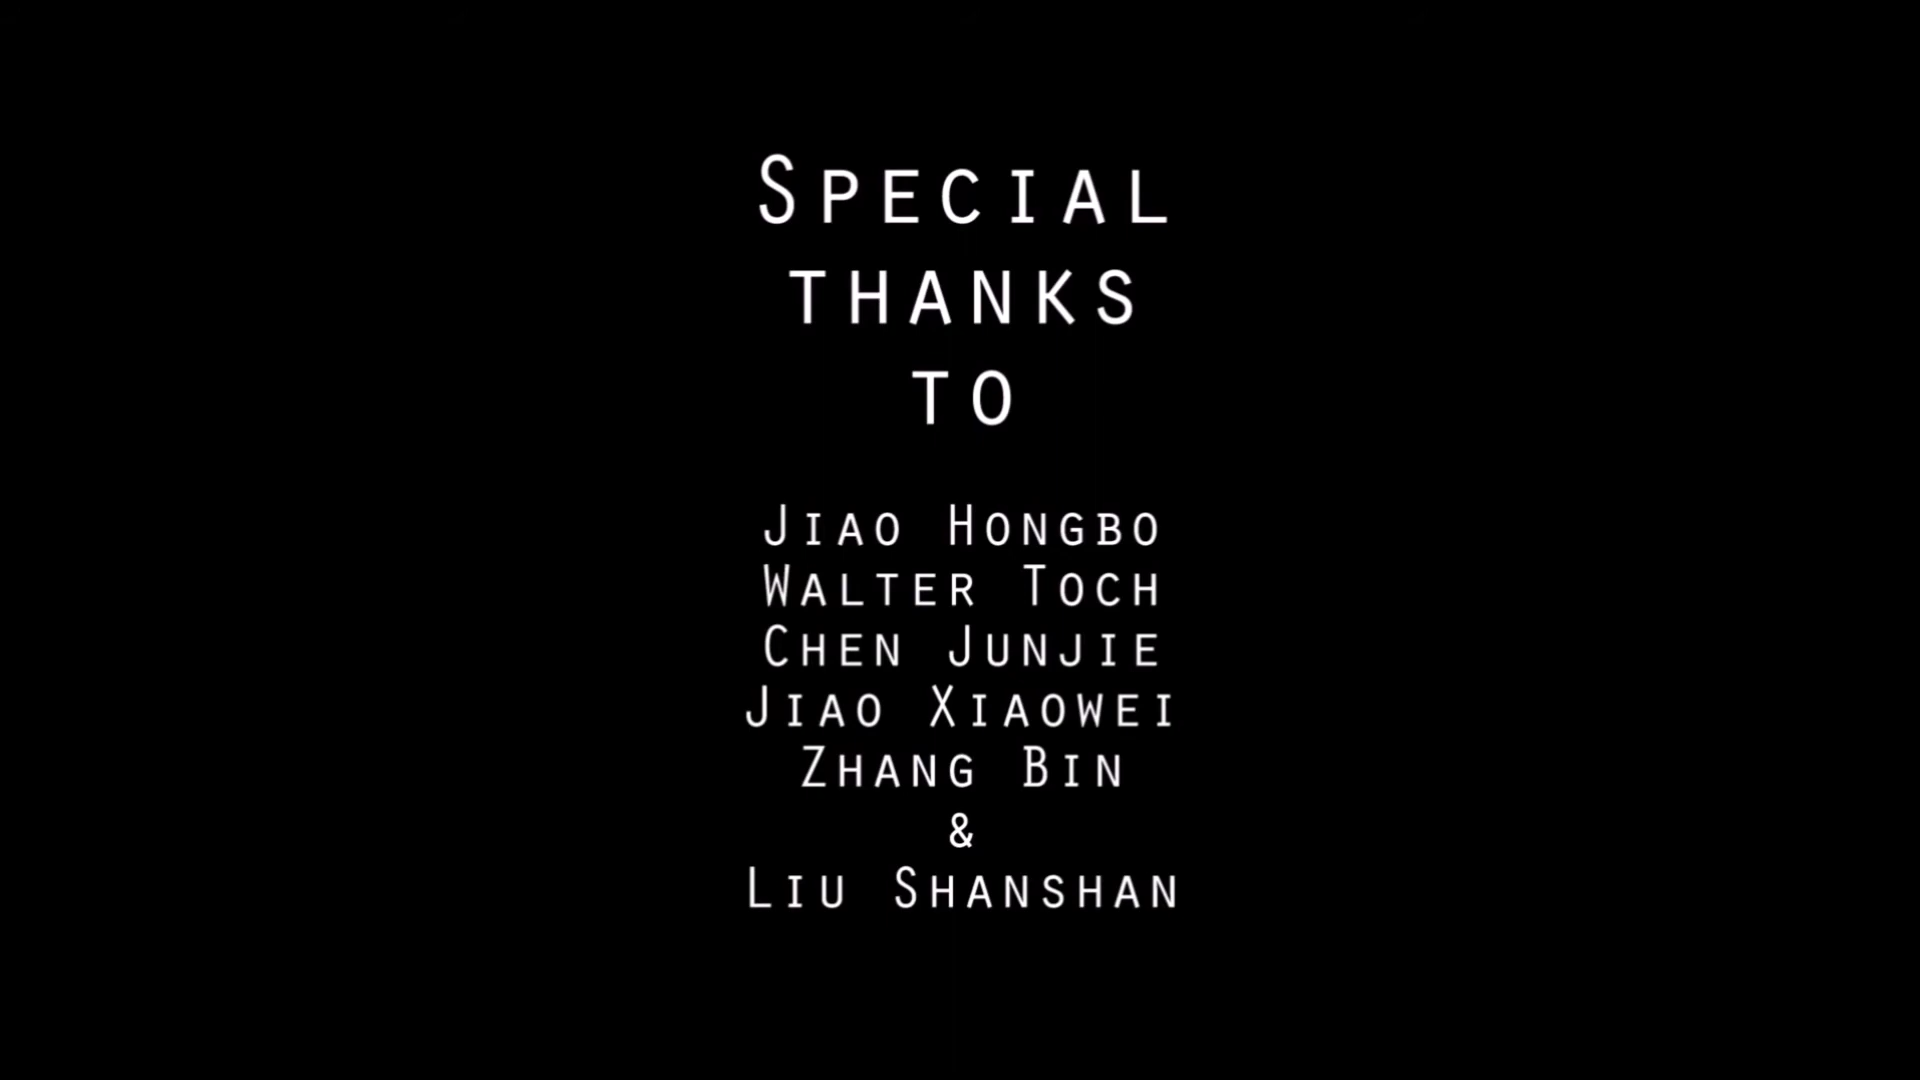 SPECIAL
THANKS
TO
JIAO HONGBO
WALTER TOCH
CHEN JUNJIE
JIAO XIAOWEI
ZHANG BIN
&
LIU SHANSHAN